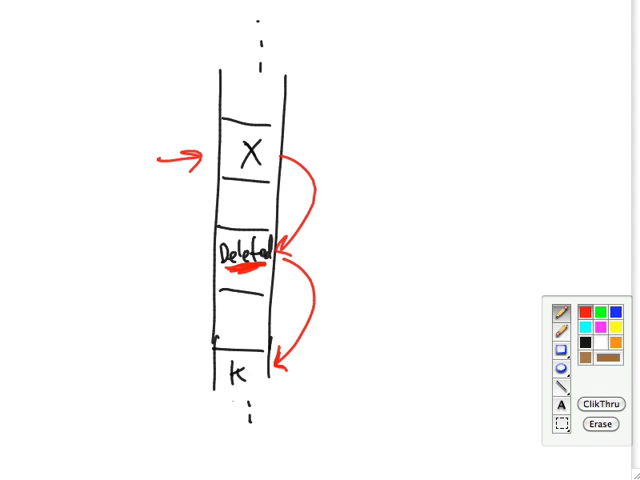 X
Deleted
K
A
ClikThru
Erase